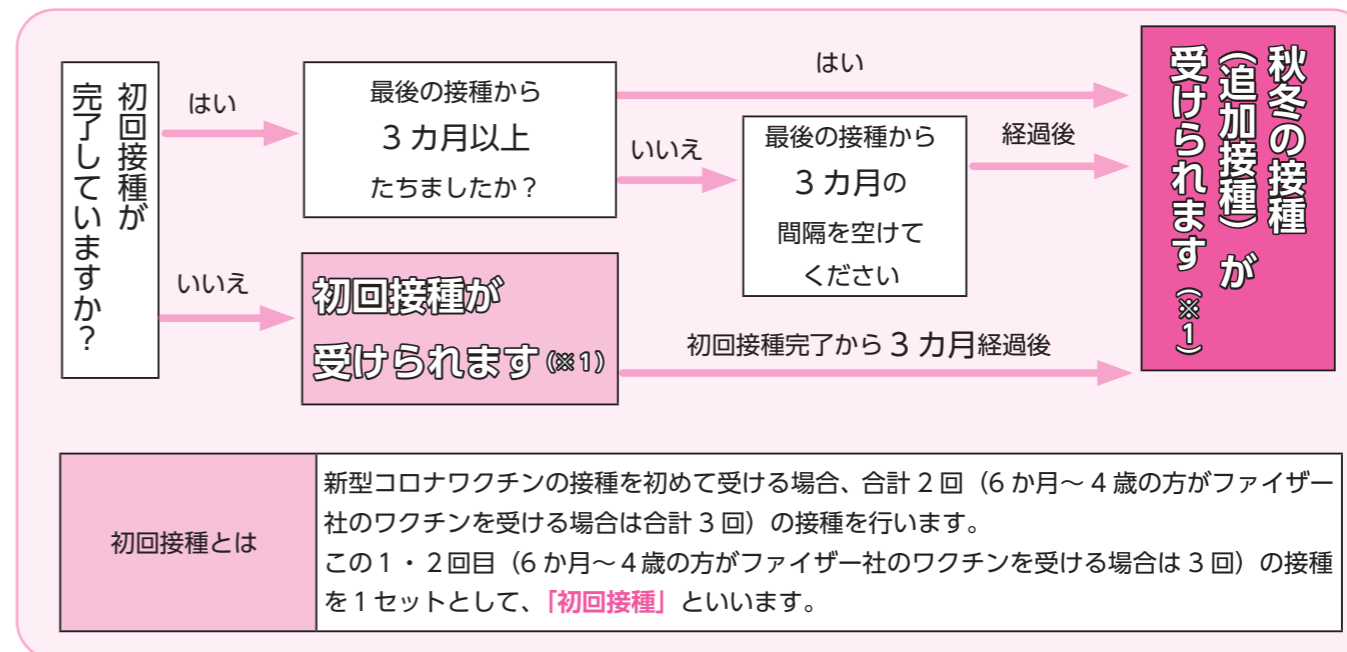 初回接種が
完了していますか?
はい
いいえ
最後の接種から
3カ月以上
たちましたか?
はい
いいえ
最後の接種から
3カ月の
間隔を空けて
ください
経過後
初回接種が
受けられます(※1)
初回接種完了から3カ月経過後
秋冬の接種
(追加接種)が
受けられます(※1)
初回接種とは
新型コロナワクチンの接種を初めて受ける場合、合計2回(6か月~4歳の方がファイザー
社のワクチンを受ける場合は合計3回)の接種を行います。
この1・2回目(6か月~4歳の方がファイザー社のワクチンを受ける場合は3回)の接種
を1セットとして、「初回接種」といいます。